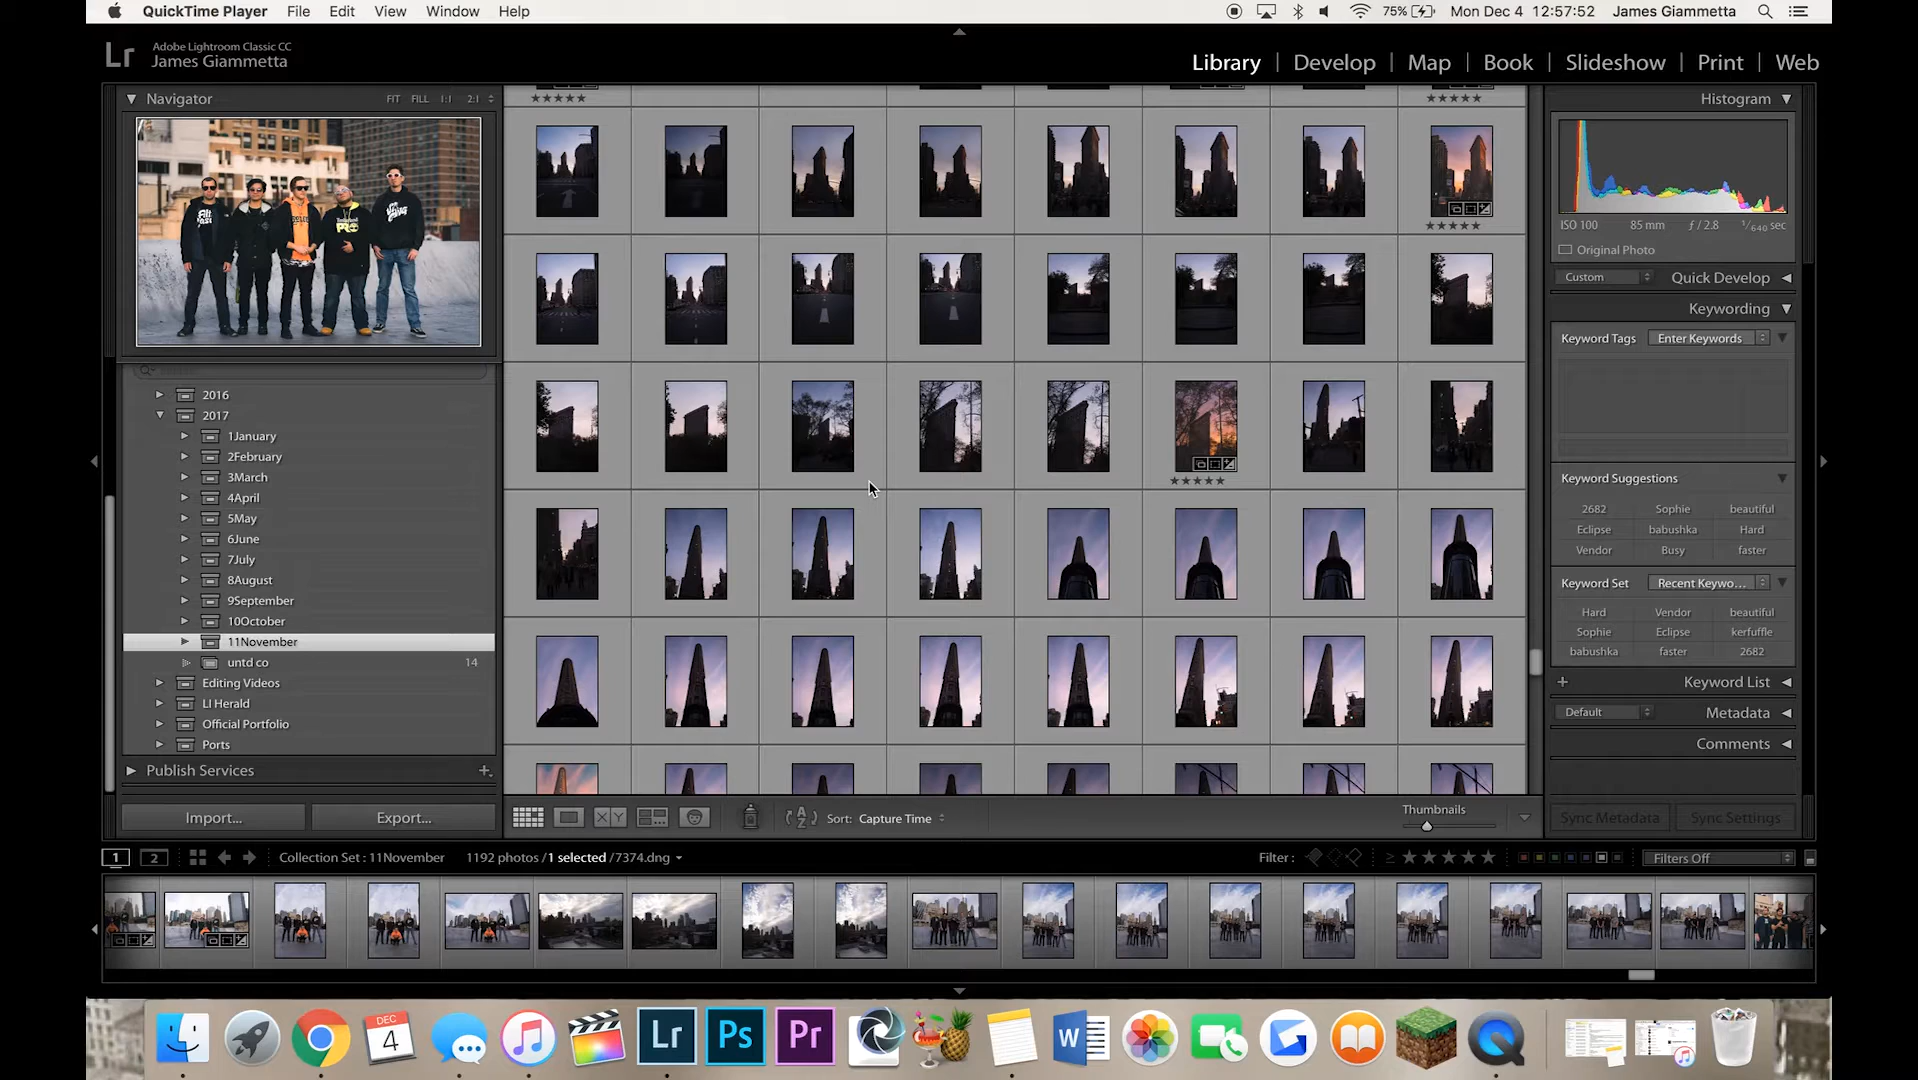 QuickTime Player File Edit View Window Help 75% Mon Dec 4 12:57:52 James Giammetta
Lr Adobe Lightroom Classic CC
James Giammetta
Library | Develop | Map | Book | Slideshow | Print | Web
Navigator FIT FILL 1:1 2:1
2016
2017
1January
2February
3March
4April
5May
6June
7July
8August
9September
10October
11November
untd co 14
Editing Videos
LI Herald
Official Portfolio
Ports
Publish Services
Import... Export...
Sort: Capture Time
Thumbnails
Histogram
ISO 100 85 mm ƒ / 2.8 1/640 sec
Original Photo
Custom Quick Develop
Keywording
Keyword Tags Enter Keywords
Keyword Suggestions
2682 Sophie beautiful
Eclipse babushka Hard
Vendor Busy faster
Keyword Set Recent Keywo...
Hard Vendor beautiful
Sophie Eclipse kerfuffle
babushka faster 2682
Keyword List
Default Metadata
Comments
Sync Metadata Sync Settings
1 2 Collection Set : 11November 1192 photos /1 selected /7374.dng Filter : Filters Off
DEC
4
Lr Ps Pr W